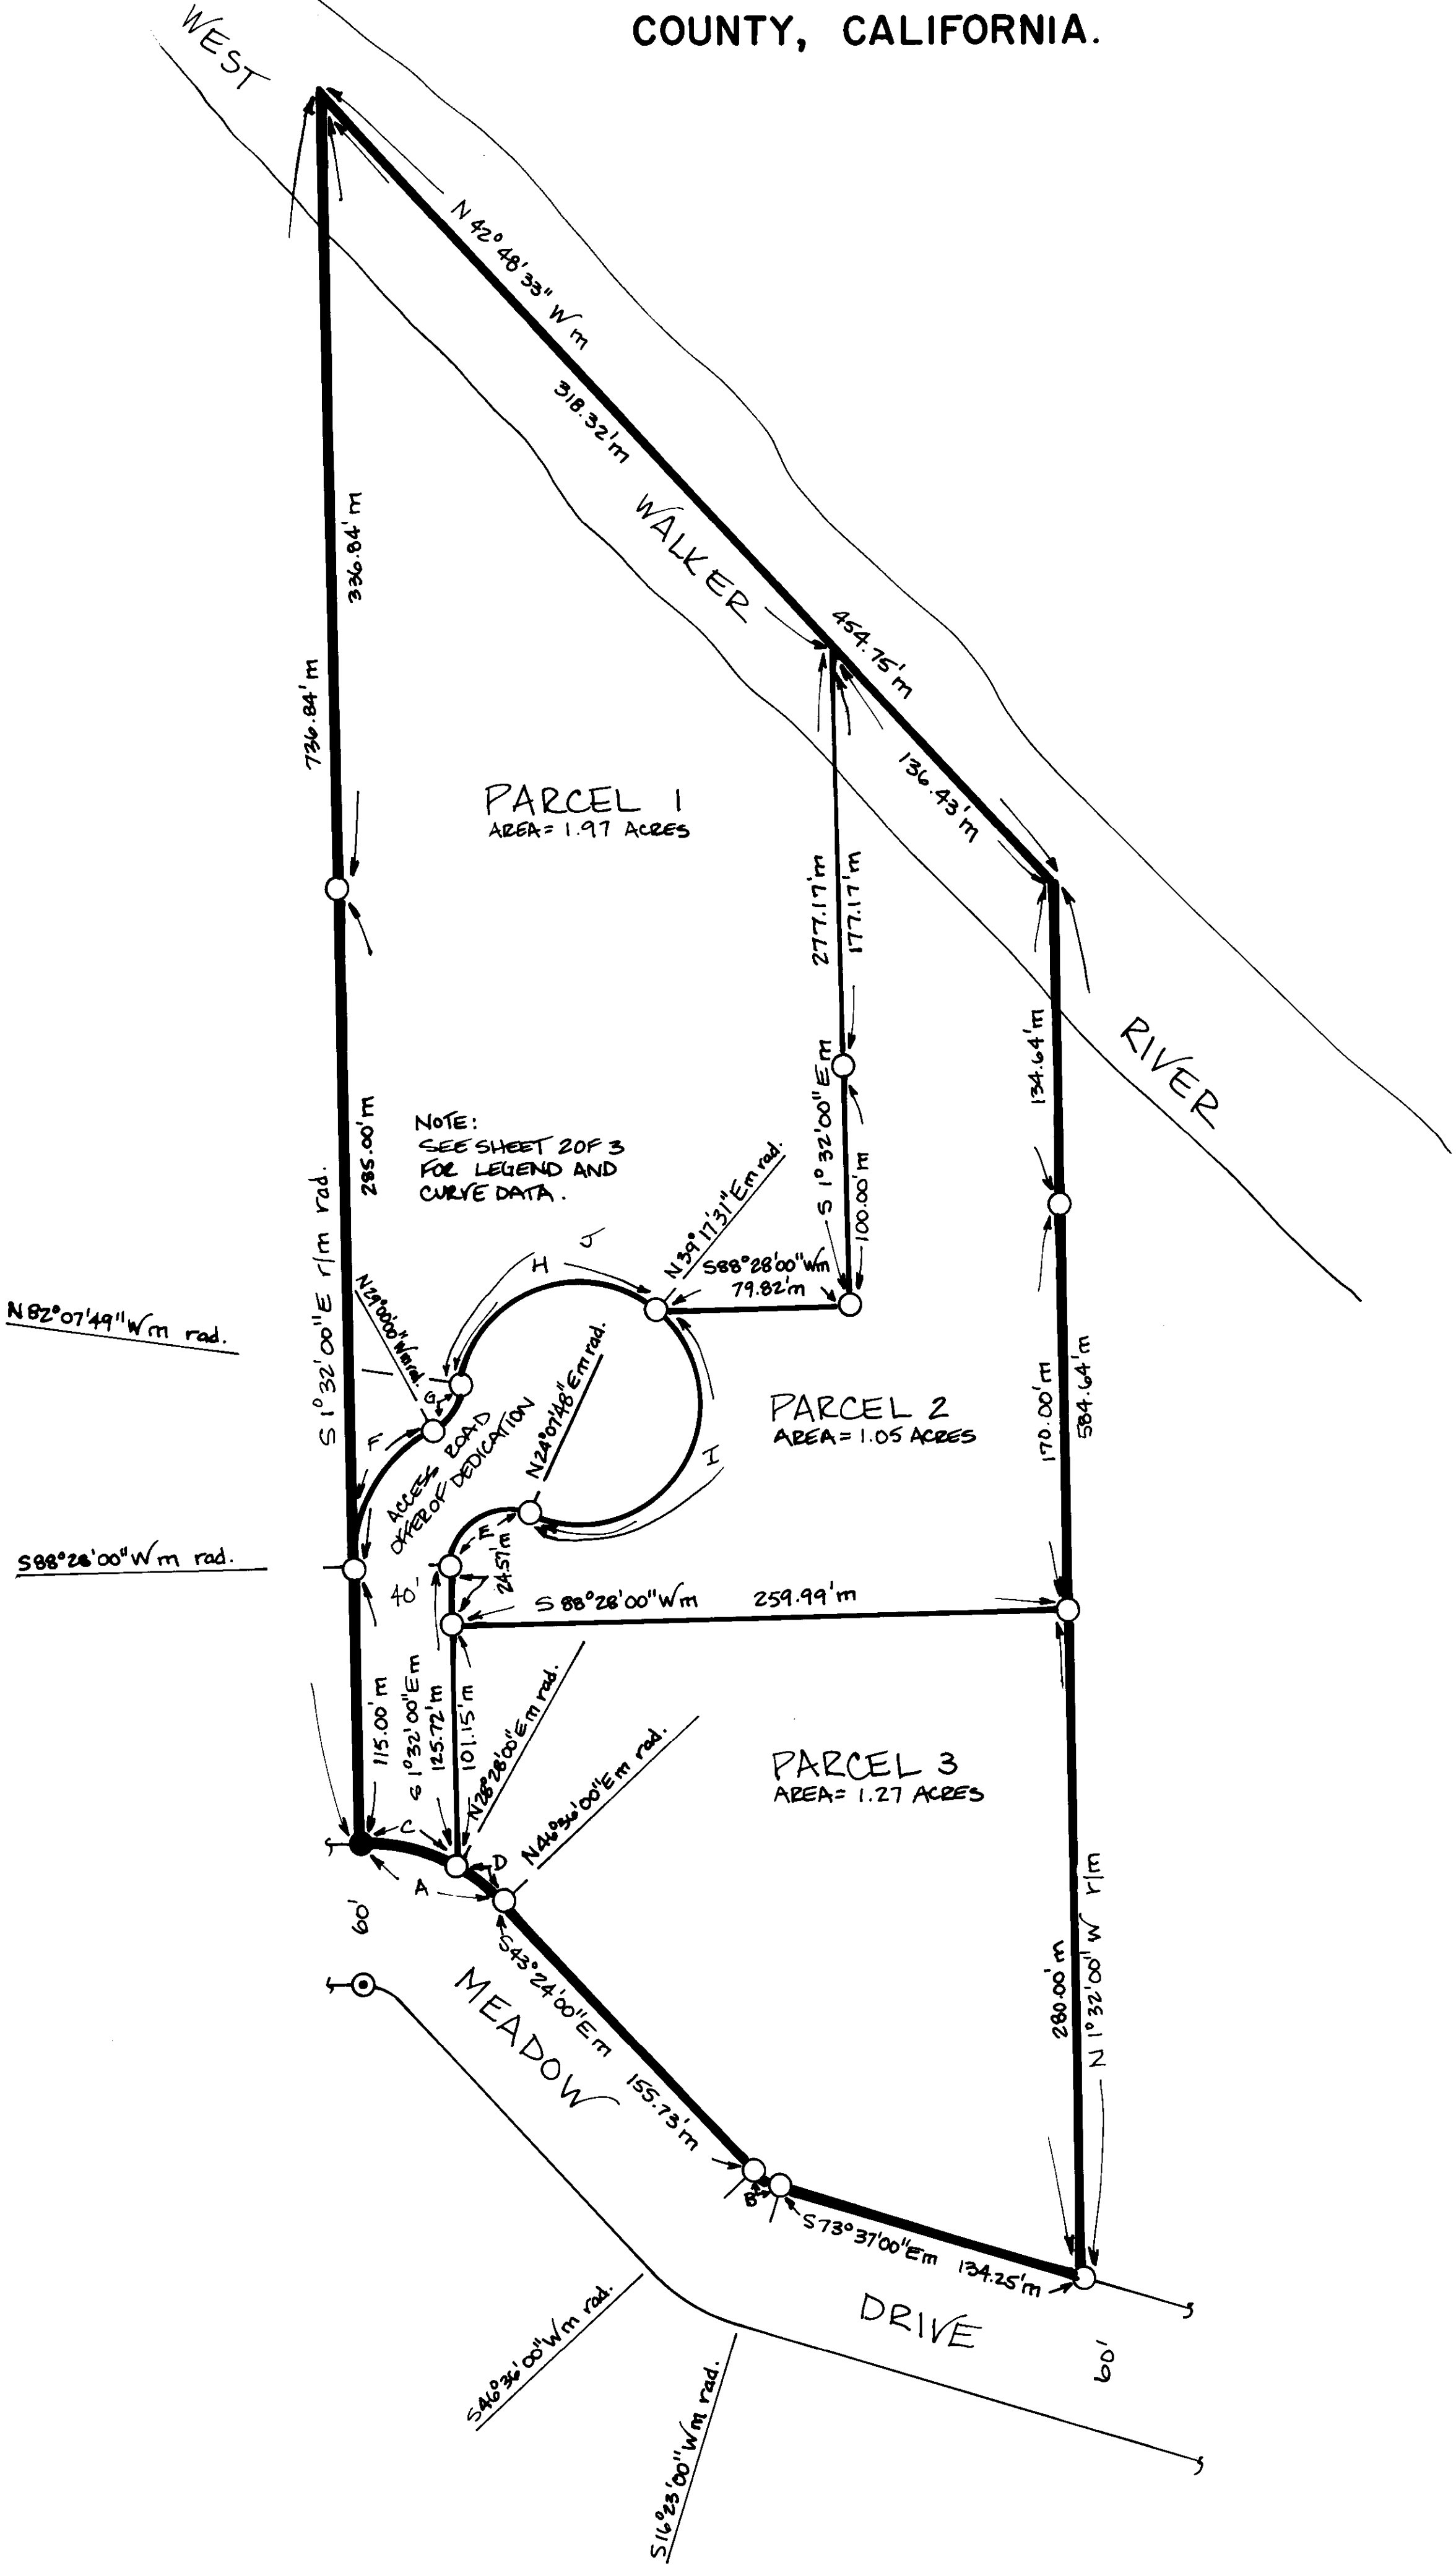 COUNTY, CALIFORNIA.
WEST
N 42° 48' 33" W m
318.32' m
336.84' m
736.84' m
WALKER
454.75' m
136.43' m
PARCEL 1
AREA = 1.97 ACRES
277.17' m
177.17' m
RIVER
134.64' m
S 1° 32' 00" E m
100.00' m
285.00' m
S 1° 32' 00" E r/m rad.
NOTE:
SEE SHEET 2 OF 3
FOR LEGEND AND
CURVE DATA.
N 39° 17' 31" E m rad.
J
H
S 88° 28' 00" W m
79.82' m
N 82° 07' 49" W m rad.
N 29° 00' 00" W m rad.
G
F
ACCESS ROAD
OFFER OF DEDICATION
N 24° 07' 48" E m rad.
I
PARCEL 2
AREA = 1.05 ACRES
170.00' m
584.64' m
S 88° 28' 00" W m rad.
E
24.57' m
40'
S 88° 28' 00" W m 259.99' m
115.00' m
S 1° 32' 00" E m
125.72' m
101.15' m
N 28° 28' 00" E m rad.
N 46° 36' 00" E m rad.
PARCEL 3
AREA = 1.27 ACRES
C
D
A
60'
S 43° 24' 00" E m
155.73' m
MEADOW
280.00' m
N 1° 32' 00" W r/m
B
S 73° 37' 00" E m 134.25' m
DRIVE
60'
S 46° 36' 00" W m rad.
S 16° 23' 00" W m rad.